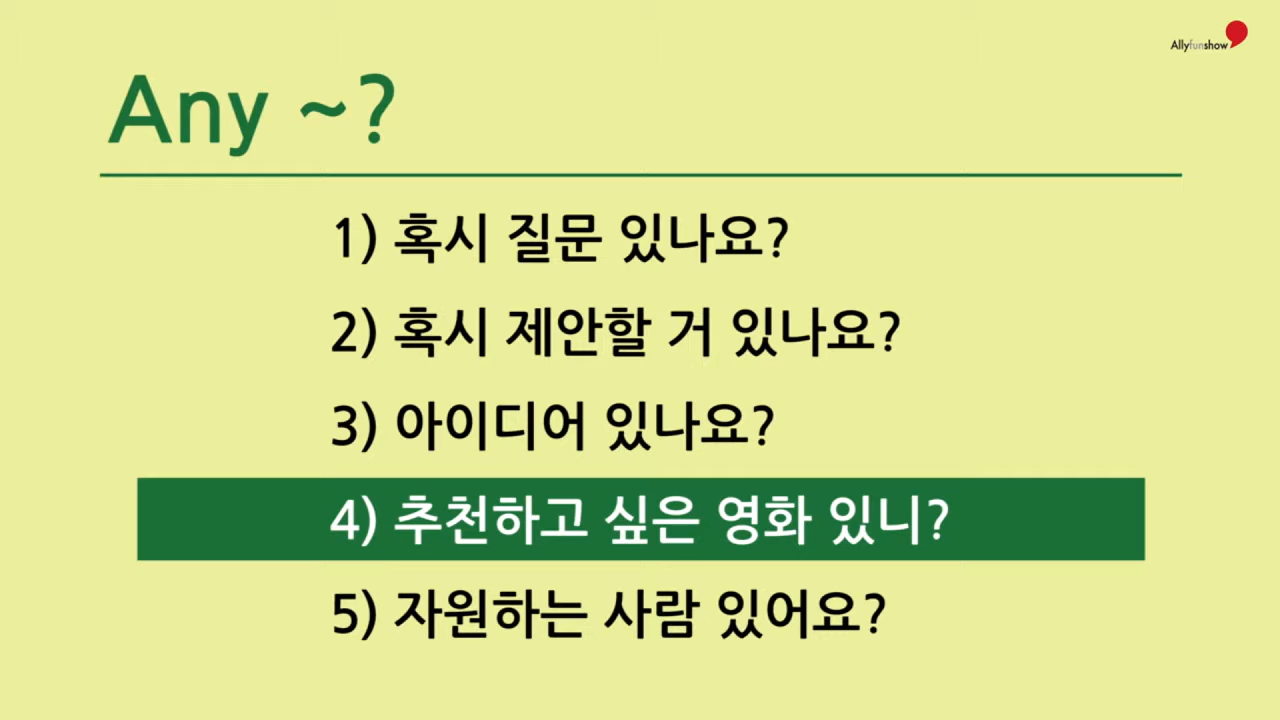 Allyfunshow
Any ~?
1) 혹시 질문 있나요?
2) 혹시 제안할 거 있나요?
3) 아이디어 있나요?
4) 추천하고 싶은 영화 있니?
5) 자원하는 사람 있어요?